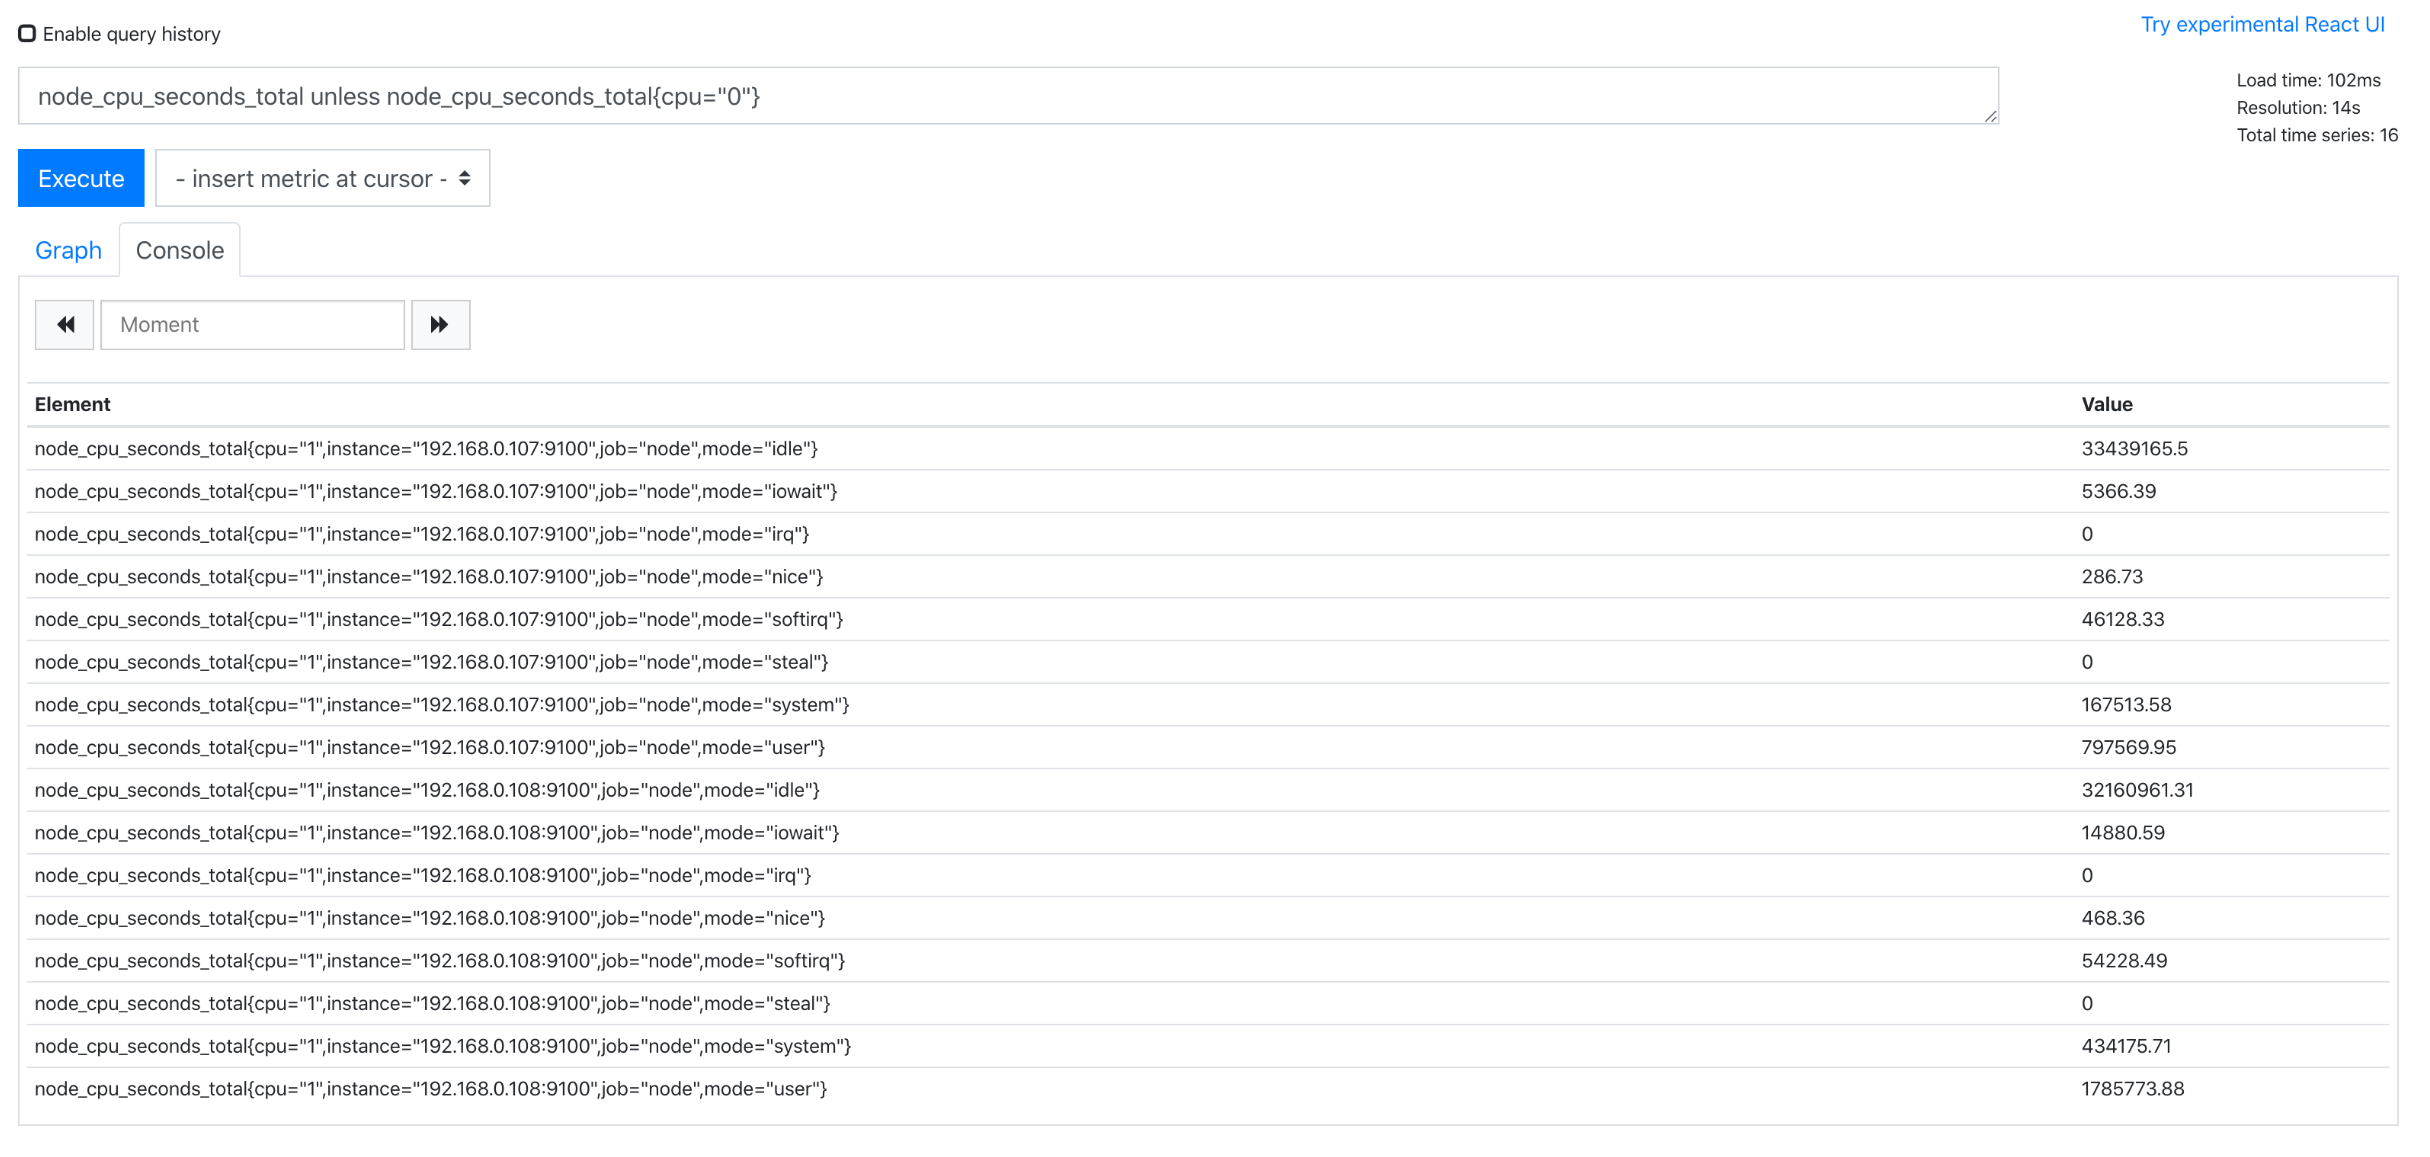 Enable query history
Try experimental React UI
node_cpu_seconds_total unless node_cpu_seconds_total{cpu="0"}
Load time: 102ms
Resolution: 14s
Total time series: 16
Execute
- insert metric at cursor -
Graph
Console
Moment
Element Value
node_cpu_seconds_total{cpu="1",instance="192.168.0.107:9100",job="node",mode="idle"} 33439165.5
node_cpu_seconds_total{cpu="1",instance="192.168.0.107:9100",job="node",mode="iowait"} 5366.39
node_cpu_seconds_total{cpu="1",instance="192.168.0.107:9100",job="node",mode="irq"} 0
node_cpu_seconds_total{cpu="1",instance="192.168.0.107:9100",job="node",mode="nice"} 286.73
node_cpu_seconds_total{cpu="1",instance="192.168.0.107:9100",job="node",mode="softirq"} 46128.33
node_cpu_seconds_total{cpu="1",instance="192.168.0.107:9100",job="node",mode="steal"} 0
node_cpu_seconds_total{cpu="1",instance="192.168.0.107:9100",job="node",mode="system"} 167513.58
node_cpu_seconds_total{cpu="1",instance="192.168.0.107:9100",job="node",mode="user"} 797569.95
node_cpu_seconds_total{cpu="1",instance="192.168.0.108:9100",job="node",mode="idle"} 32160961.31
node_cpu_seconds_total{cpu="1",instance="192.168.0.108:9100",job="node",mode="iowait"} 14880.59
node_cpu_seconds_total{cpu="1",instance="192.168.0.108:9100",job="node",mode="irq"} 0
node_cpu_seconds_total{cpu="1",instance="192.168.0.108:9100",job="node",mode="nice"} 468.36
node_cpu_seconds_total{cpu="1",instance="192.168.0.108:9100",job="node",mode="softirq"} 54228.49
node_cpu_seconds_total{cpu="1",instance="192.168.0.108:9100",job="node",mode="steal"} 0
node_cpu_seconds_total{cpu="1",instance="192.168.0.108:9100",job="node",mode="system"} 434175.71
node_cpu_seconds_total{cpu="1",instance="192.168.0.108:9100",job="node",mode="user"} 1785773.88